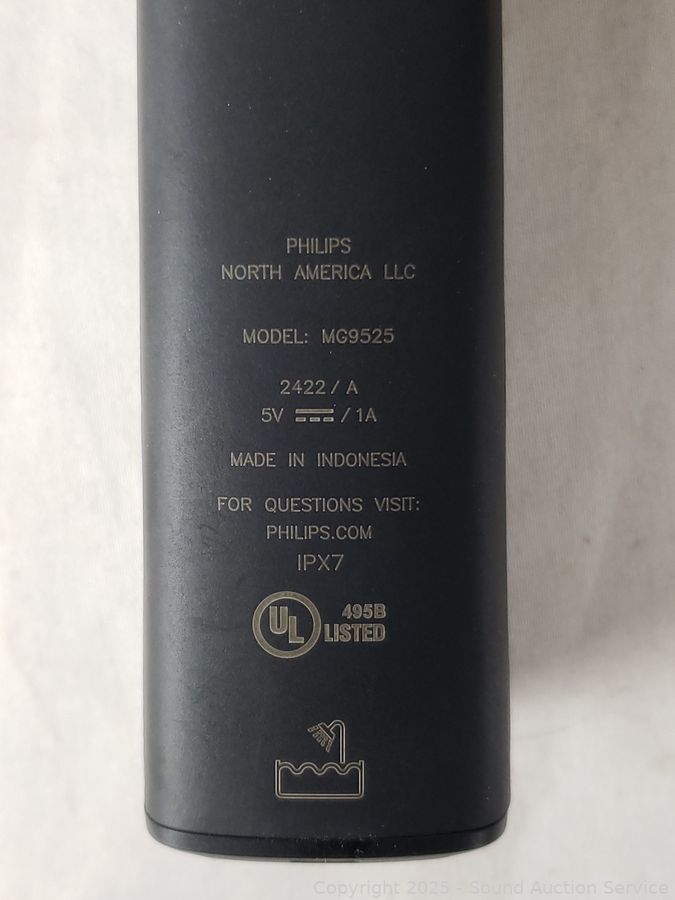 PHILIPS
NORTH AMERICA LLC
MODEL: MG9525
2422 / A
5V ⎓ / 1A
MADE IN INDONESIA
FOR QUESTIONS VISIT:
PHILIPS.COM
IPX7
UL 495B
LISTED
Copyright 2025 - Sound Auction Service